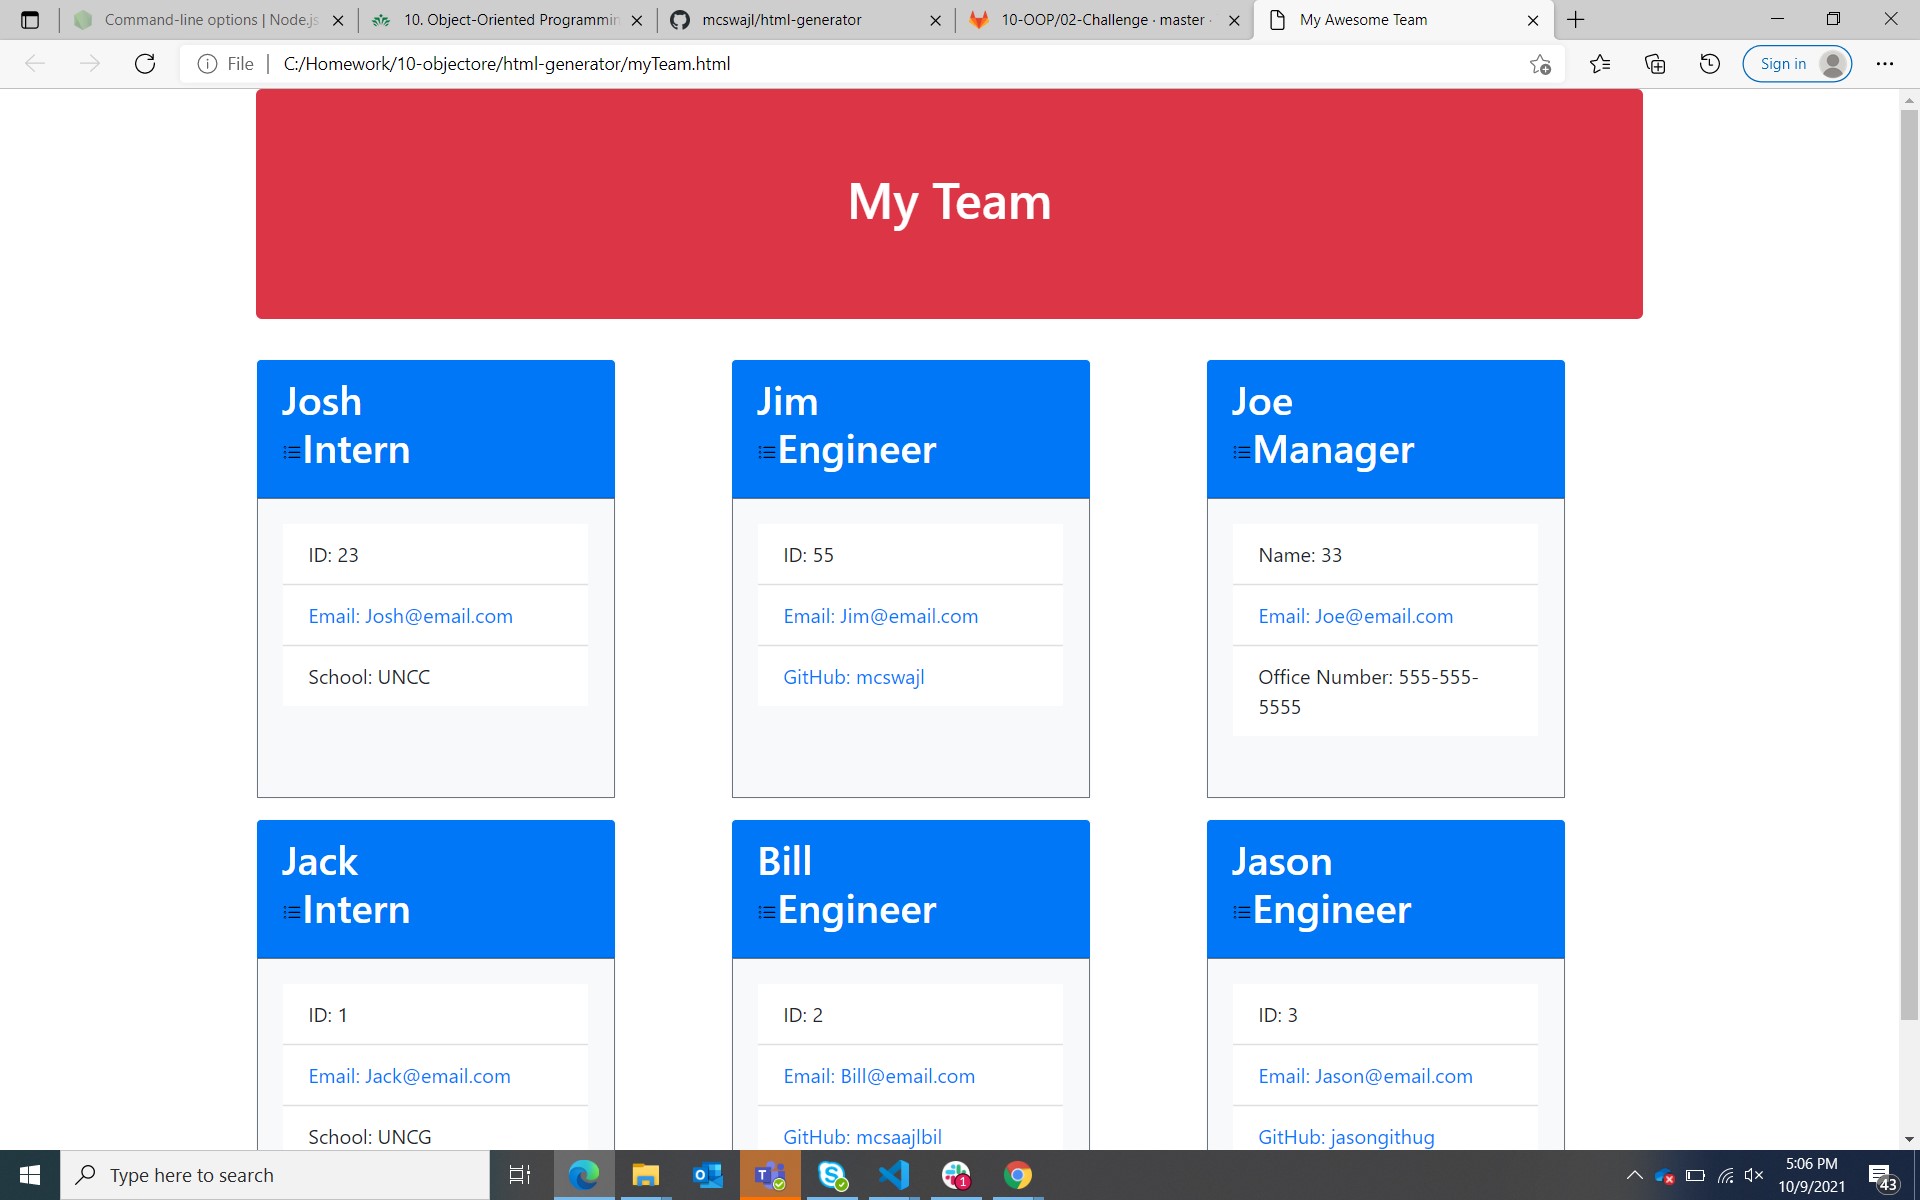 Command-line options | Node.js
10. Object-Oriented Programmin
mcswajl/html-generator
10-OOP/02-Challenge · master ·
My Awesome Team
File
C:/Homework/10-objectore/html-generator/myTeam.html
Sign in
My Team
Josh
Intern
ID: 23
Email: Josh@email.com
School: UNCC
Jim
Engineer
ID: 55
Email: Jim@email.com
GitHub: mcswajl
Joe
Manager
Name: 33
Email: Joe@email.com
Office Number: 555-555-
5555
Jack
Intern
ID: 1
Email: Jack@email.com
School: UNCG
Bill
Engineer
ID: 2
Email: Bill@email.com
GitHub: mcsaajlbil
Jason
Engineer
ID: 3
Email: Jason@email.com
GitHub: jasongithug
Type here to search
T
1
5:06 PM
10/9/2021
43